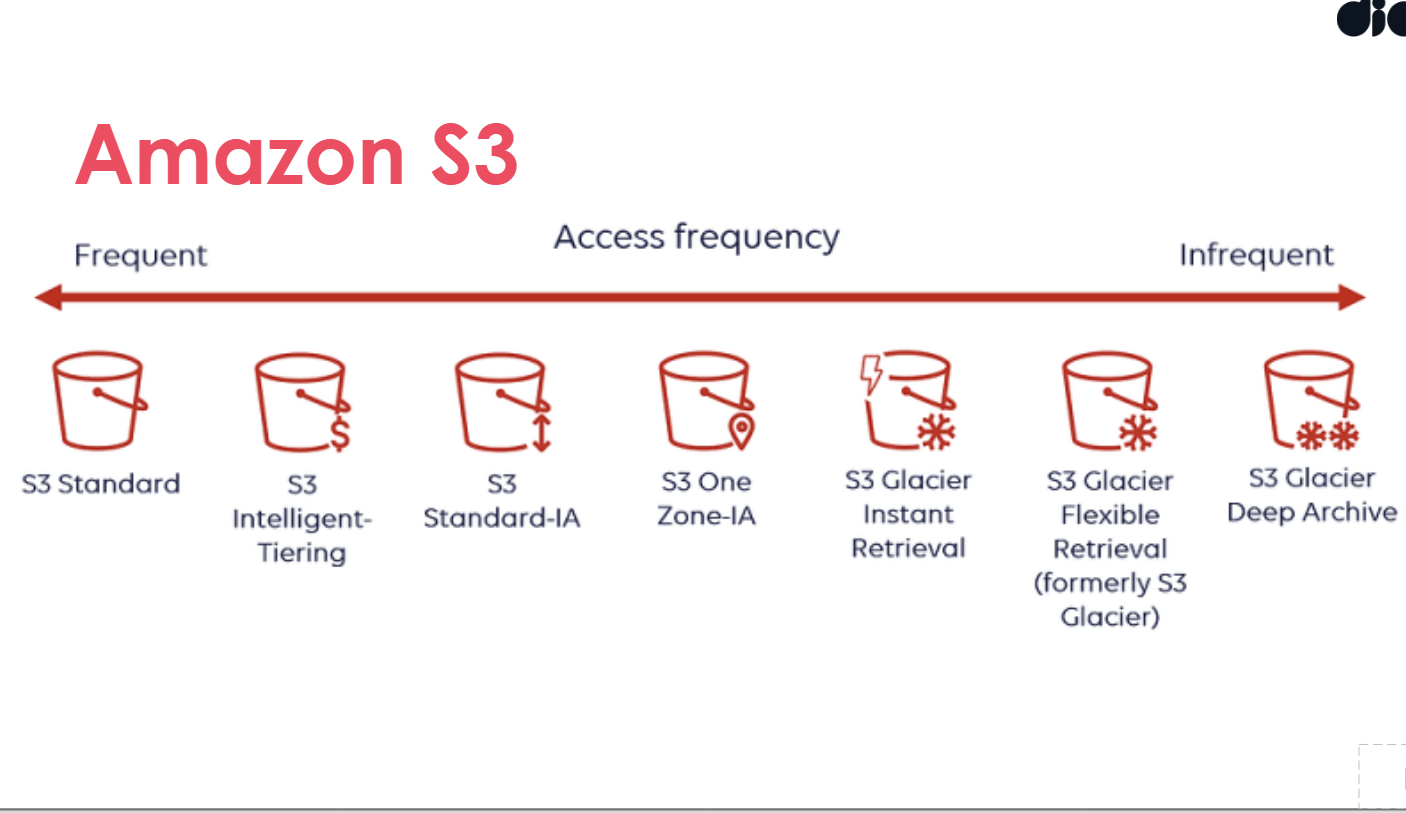 Amazon S3
Access frequency
Frequent
Infrequent
S3 Standard
S3
Intelligent-
Tiering
S3
Standard-IA
S3 One
Zone-IA
S3 Glacier
Instant
Retrieval
S3 Glacier
Flexible
Retrieval
(formerly S3
Glacier)
S3 Glacier
Deep Archive